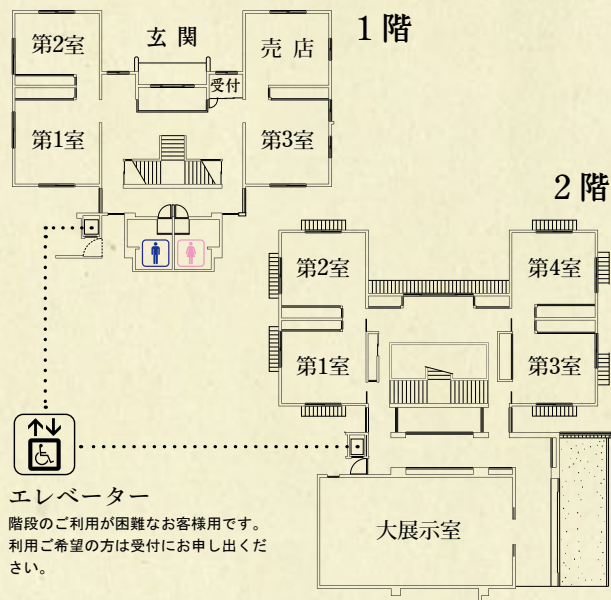 1階
玄関
第2室
売店
受付
第1室
第3室
2階
第2室
第4室
第1室
第3室
大展示室
エレベーター
階段のご利用が困難なお客様用です。
利用ご希望の方は受付にお申し出くだ
さい。